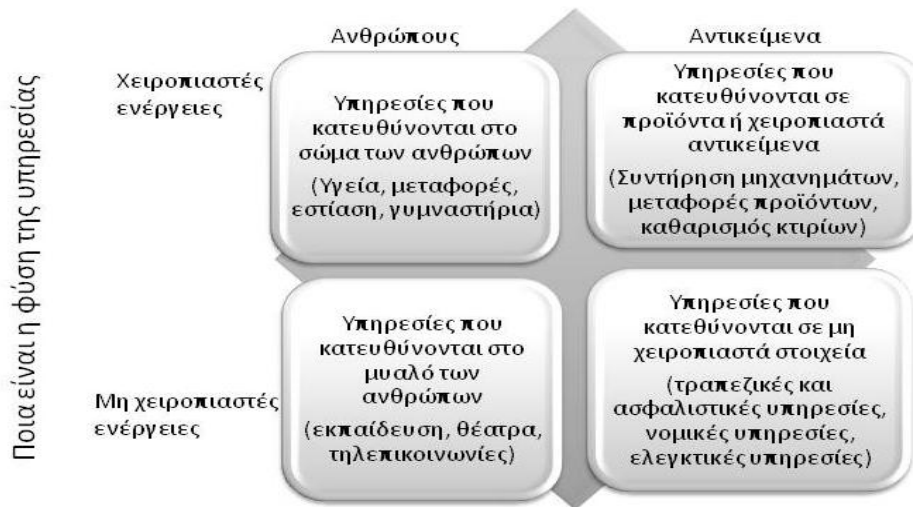 Ποια είναι η φύση της υπηρεσίας
Ανθρώπους
Αντικείμενα
Χειροπιαστές
ενέργειες
Υπηρεσίες που
κατευθύνονται στο
σώμα των ανθρώπων
(Υγεία, μεταφορές,
εστίαση, γυμναστήρια)
Υπηρεσίες που
κατευθύνονται σε
προϊόντα ή χειροπιαστά
αντικείμενα
(Συντήρηση μηχανημάτων,
μεταφορές προϊόντων,
καθαρισμός κτιρίων)
Μη χειροπιαστές
ενέργειες
Υπηρεσίες που
κατευθύνονται στο
μυαλό των
ανθρώπων
(εκπαίδευση, θέατρα,
τηλεπικοινωνίες)
Υπηρεσίες που
κατεθύνονται σε μη
χειροπιαστά στοιχεία
(τραπεζικές και
ασφαλιστικές υπηρεσίες,
νομικές υπηρεσίες,
ελεγκτικές υπηρεσίες)